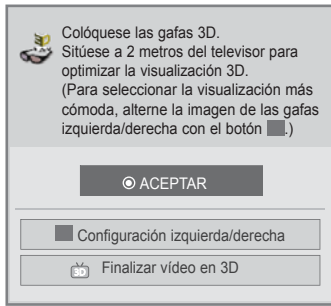 Colóquese las gafas 3D.
Sitúese a 2 metros del televisor para
optimizar la visualización 3D.
(Para seleccionar la visualización más
cómoda, alterne la imagen de las gafas
izquierda/derecha con el botón .)
ACEPTAR
Configuración izquierda/derecha
3D Finalizar vídeo en 3D